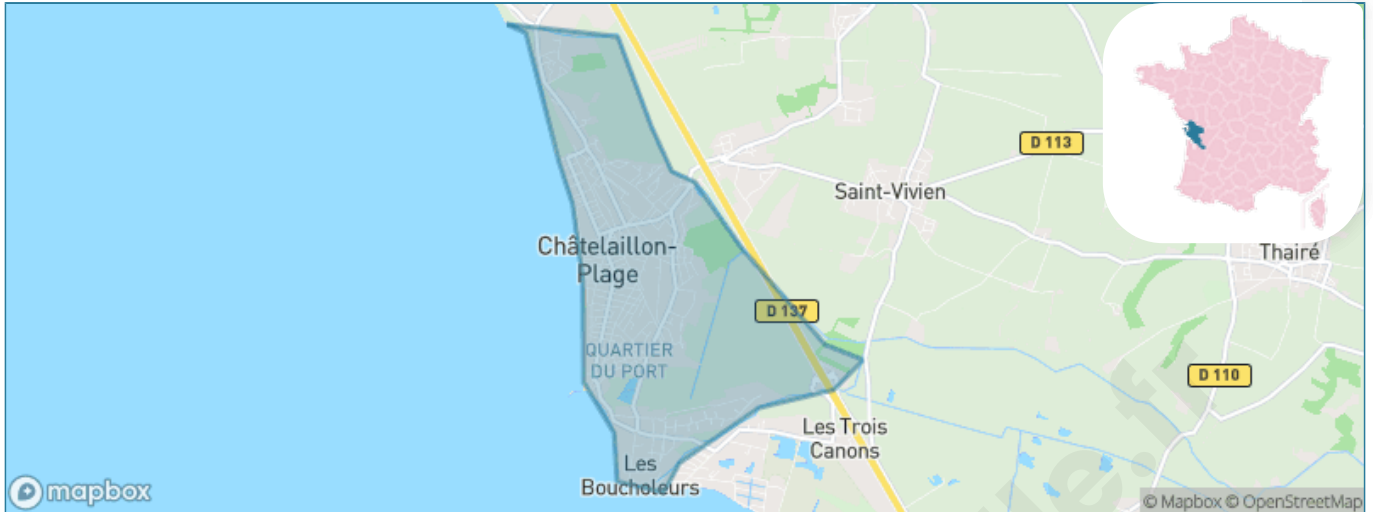 D 113
Saint-Vivien
Châtelaillon-
Plage
Thairé
D 137
QUARTIER
DU PORT
D 110
Les Trois
Canons
Les
Boucholeurs
mapbox
© Mapbox © OpenStreetMap